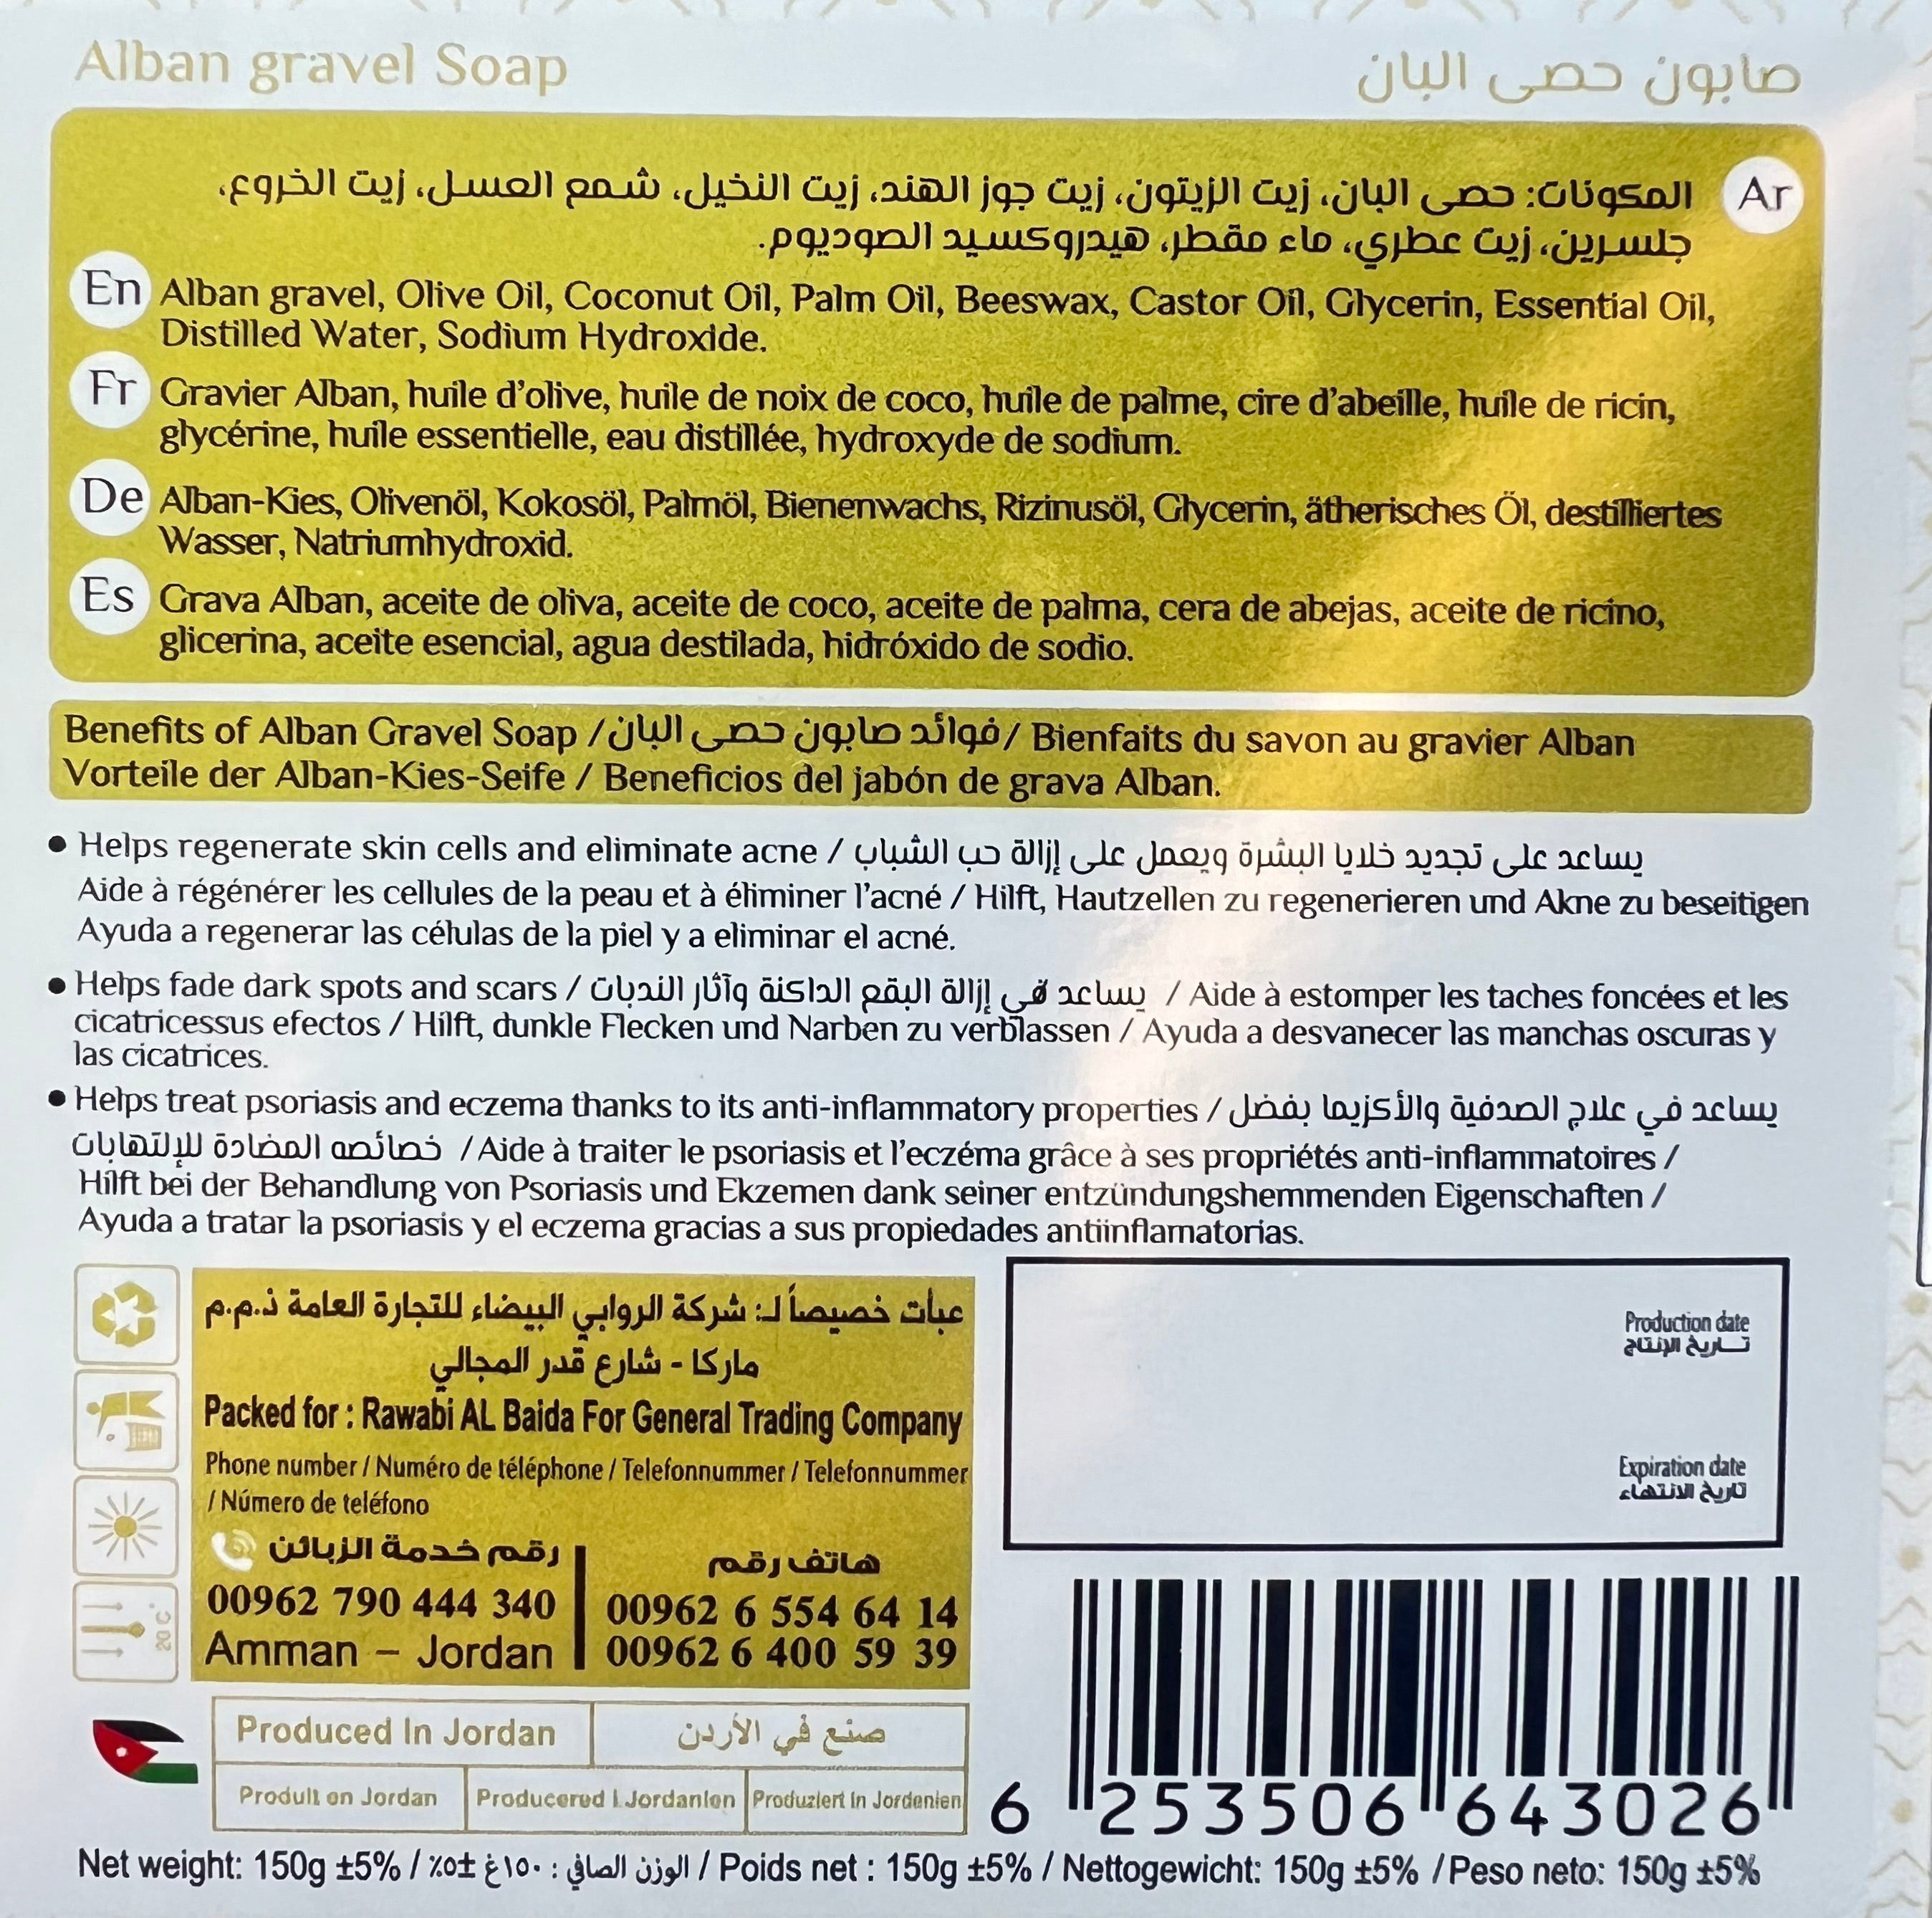 Alban gravel Soap
صابون حصى البان
Ar
المكونات: حصى البان، زيت الزيتون، زيت جوز الهند، زيت النخيل، شمع العسل، زيت الخروع،
جلسرين، زيت عطري، ماء مقطر، هيدروكسيد الصوديوم.
En Alban gravel, Olive Oil, Coconut Oil, Palm Oil, Beeswax, Castor Oil, Glycerin, Essential Oil,
Distilled Water, Sodium Hydroxide.
Fr Gravier Alban, huile d'olive, huile de noix de coco, huile de palme, cire d'abeille, huile de ricin,
glycérine, huile essentielle, eau distillée, hydroxyde de sodium.
De Alban-Kies, Olivenöl, Kokosöl, Palmöl, Bienenwachs, Rizinusöl, Glycerin, ätherisches Öl, destilliertes
Wasser, Natriumhydroxid.
Es Grava Alban, aceite de oliva, aceite de coco, aceite de palma, cera de abejas, aceite de ricino,
glicerina, aceite esencial, agua destilada, hidróxido de sodio.
Benefits of Alban Gravel Soap / فوائد صابون حصى البان / Bienfaits du savon au gravier Alban
Vorteile der Alban-Kies-Seife / Beneficios del jabón de grava Alban.
• Helps regenerate skin cells and eliminate acne / يساعد على تجديد خلايا البشرة ويعمل على إزالة حب الشباب
Aide à régénérer les cellules de la peau et à éliminer l'acné / Hilft, Hautzellen zu regenerieren und Akne zu beseitigen
Ayuda a regenerar las células de la piel y a eliminar el acné.
• Helps fade dark spots and scars / يساعد في إزالة البقع الداكنة وآثار الندبات / Aide à estomper les taches foncées et les
cicatricessus efectos / Hilft, dunkle Flecken und Narben zu verblassen / Ayuda a desvanecer las manchas oscuras y
las cicatrices.
• Helps treat psoriasis and eczema thanks to its anti-inflammatory properties / يساعد في علاج الصدفية والأكزيما بفضل
خصائصه المضادة للإلتهابات / Aide à traiter le psoriasis et l'eczéma grâce à ses propriétés anti-inflammatoires /
Hilft bei der Behandlung von Psoriasis und Ekzemen dank seiner entzündungshemmenden Eigenschaften /
Ayuda a tratar la psoriasis y el eczema gracias a sus propiedades antiinflamatorias.
عبأت خصيصاً لـ: شركة الروابي البيضاء للتجارة العامة ذ.م.م
ماركا - شارع قدر المجالي
Packed for : Rawabi AL Baida For General Trading Company
Phone number / Numéro de téléphone / Telefonnummer / Telefonnummer
/ Número de teléfono
رقم خدمة الزبائن
00962 790 444 340
Amman – Jordan
هاتف رقم
00962 6 554 64 14
00962 6 400 59 39
20 C°
Production date
تاريخ الإنتاج
Expiration date
تاريخ الانتهاء
Produced In Jordan
صنع في الأردن
Produit en Jordan
Producered I Jordanien
Produziert in Jordanien
6 253506 643026
Net weight: 150g ±5% / الوزن الصافي : ١٥٠غ ±٥٪ / Poids net : 150g ±5% / Nettogewicht: 150g ±5% / Peso neto: 150g ±5%